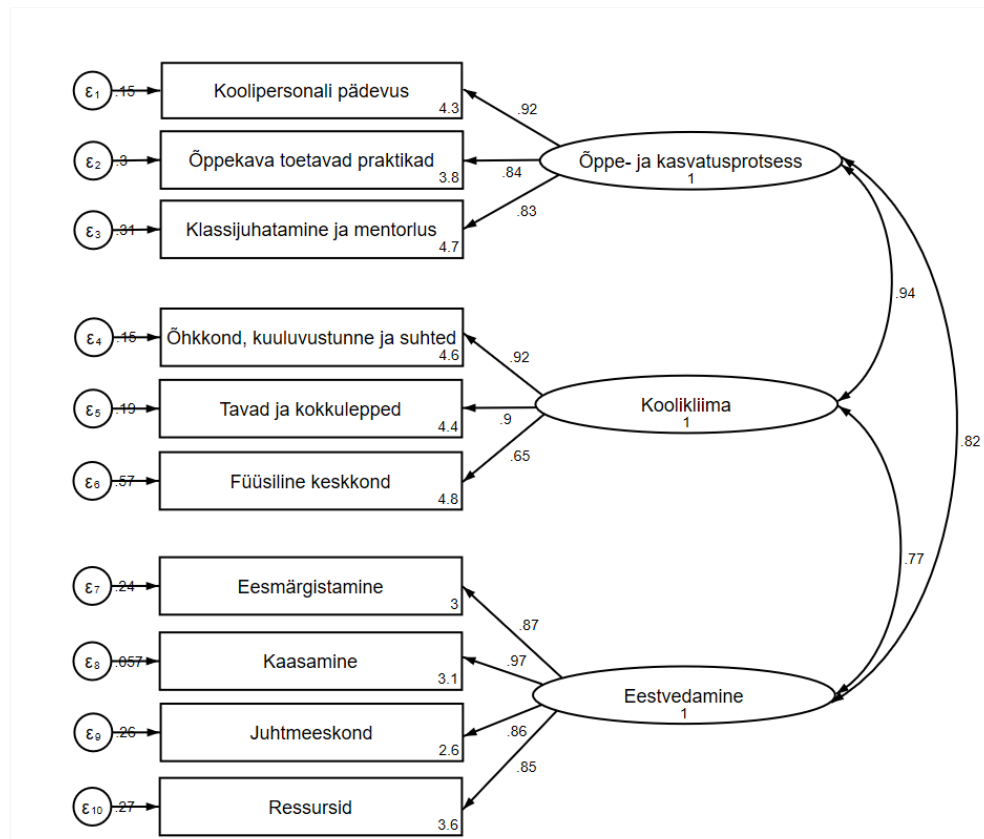 ε1 .15 Koolipersonali pädevus 4.3
.92
ε2 .3 Õppekava toetavad praktikad 3.8
.84
Õppe- ja kasvatusprotsess
1
ε3 .31 Klassijuhatamine ja mentorlus 4.7
.83
.94
ε4 .15 Õhkkond, kuuluvustunne ja suhted 4.6
.92
ε5 .19 Tavad ja kokkulepped 4.4
.9
Koolikliima
1
.82
ε6 .57 Füüsiline keskkond 4.8
.65
.77
ε7 .24 Eesmärgistamine 3
.87
ε8 .057 Kaasamine 3.1
.97
Eestvedamine
1
ε9 .26 Juhtmeeskond 2.6
.86
ε10 .27 Ressursid 3.6
.85